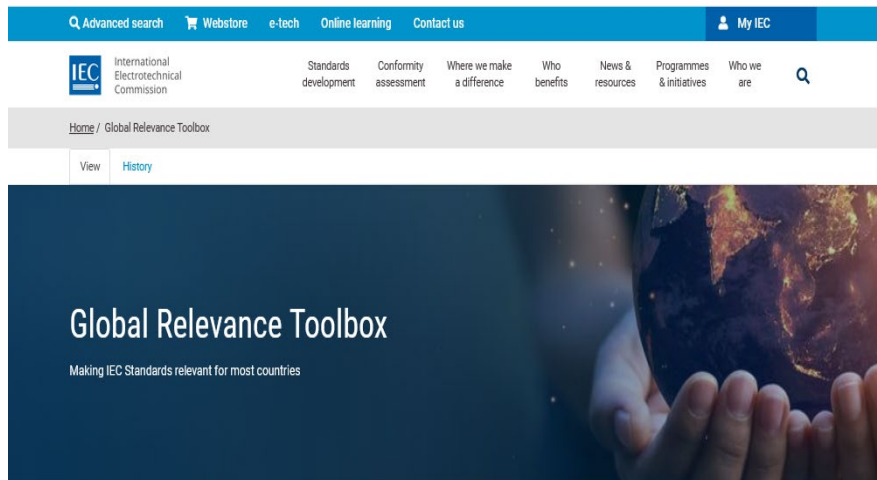 Advanced search Webstore e-tech Online learning Contact us My IEC
IEC
International
Electrotechnical
Commission
Standards
development
Conformity
assessment
Where we make
a difference
Who
benefits
News &
resources
Programmes
& initiatives
Who we
are
Home / Global Relevance Toolbox
View History
Global Relevance Toolbox
Making IEC Standards relevant for most countries